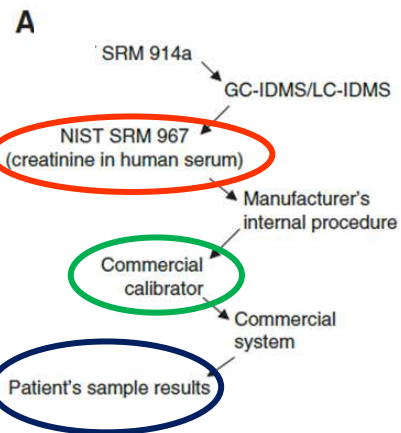 A
SRM 914a
GC-IDMS/LC-IDMS
NIST SRM 967
(creatinine in human serum)
Manufacturer's
internal procedure
Commercial
calibrator
Commercial
system
Patient's sample results